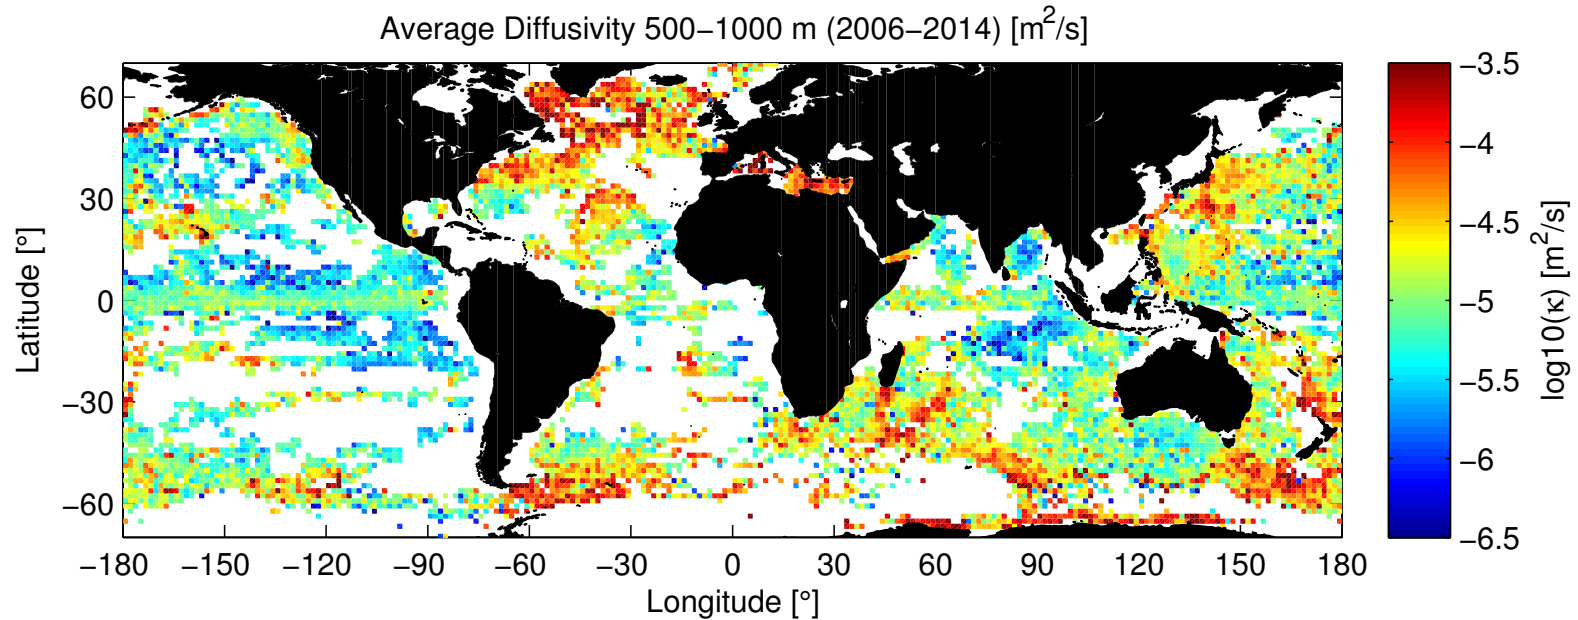 Average Diffusivity 500−1000 m (2006−2014) [m²/s]
60
30
0
−30
−60
Latitude [°]
−180 −150 −120 −90 −60 −30 0 30 60 90 120 150 180
Longitude [°]
−3.5
−4
−4.5
−5
−5.5
−6
−6.5
log10(κ) [m²/s]